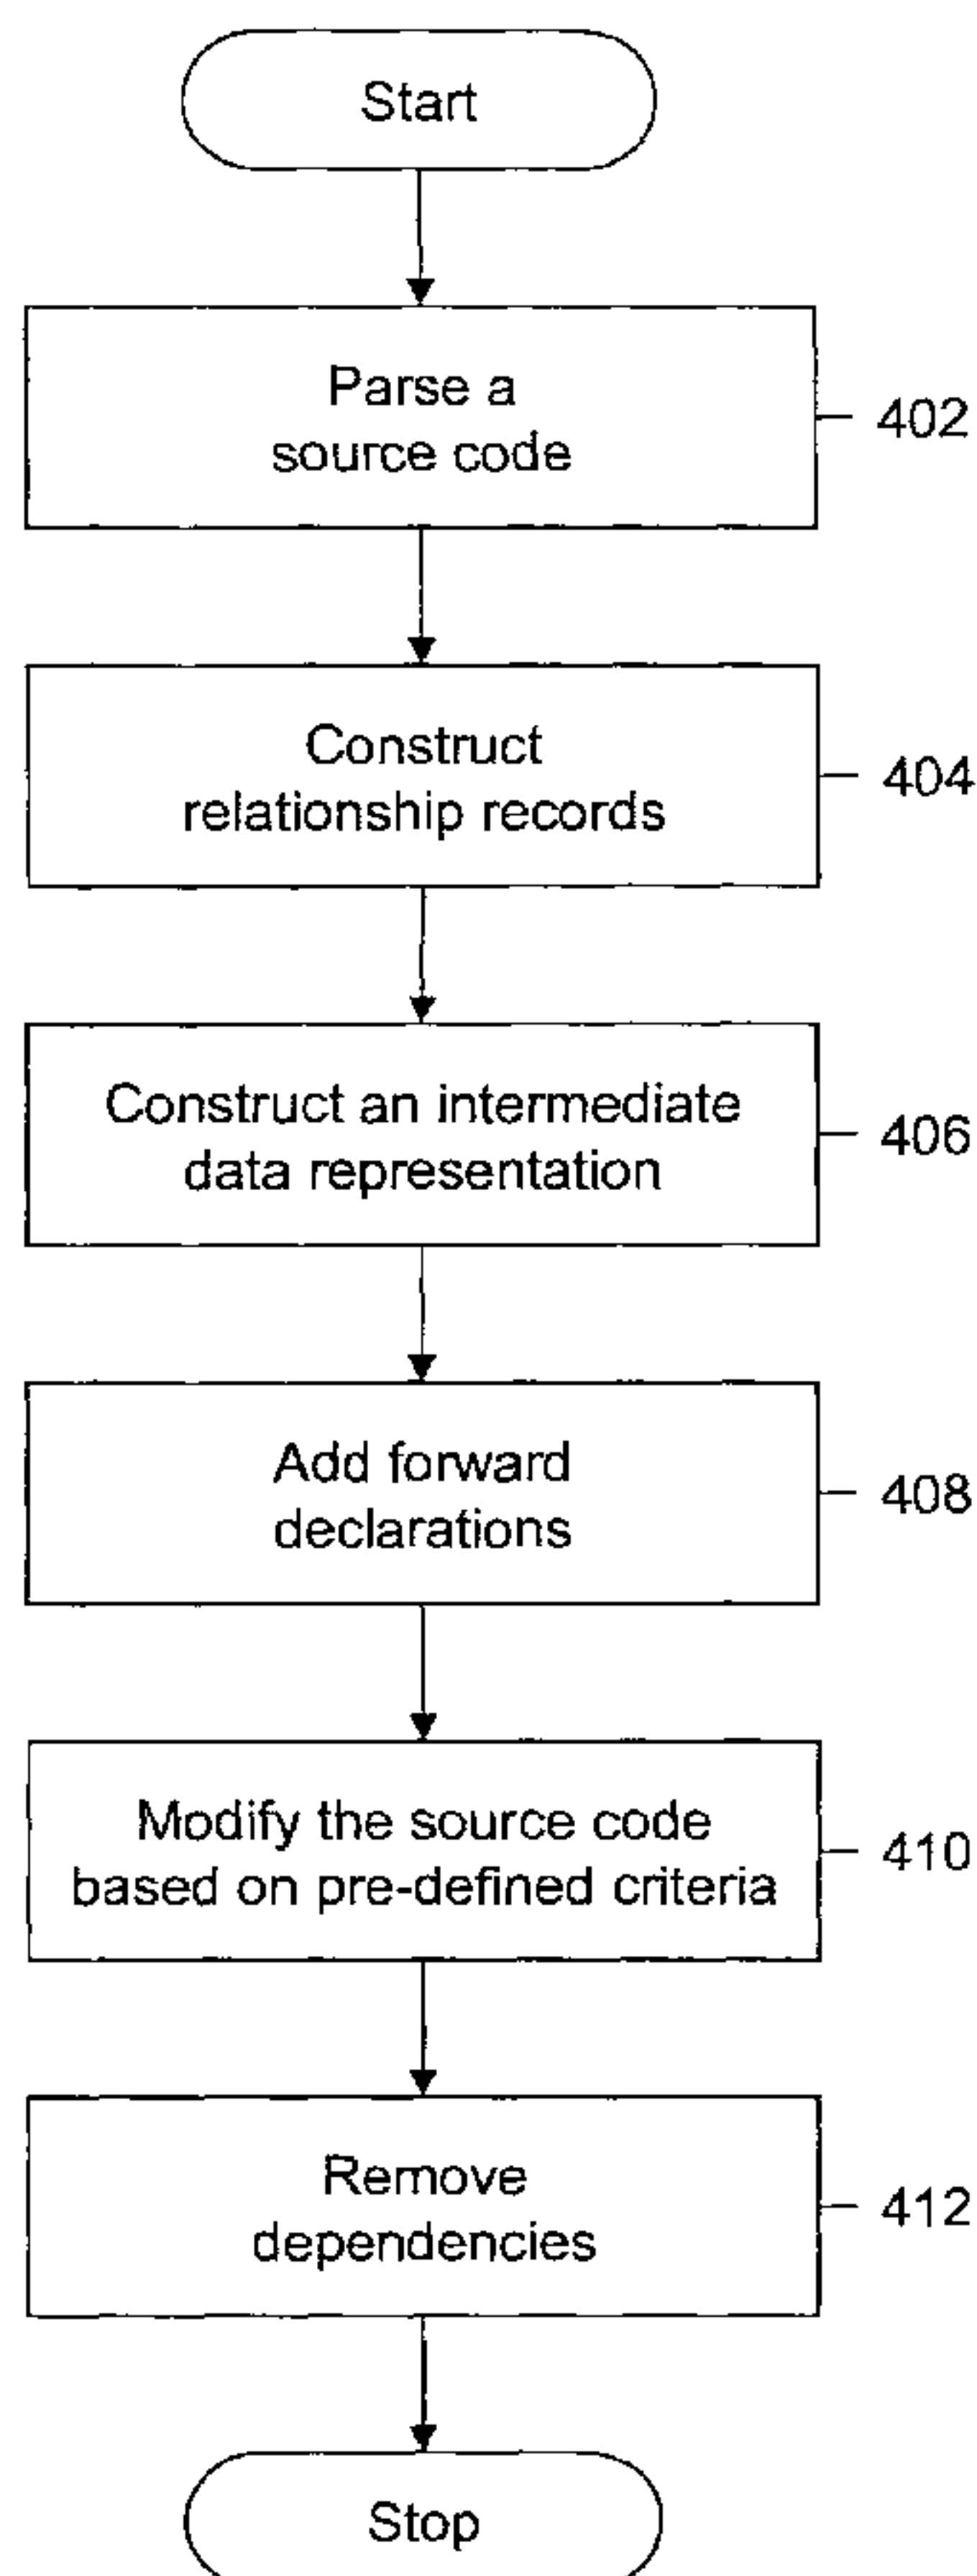 Start
Parse a
source code
402
Construct
relationship records
404
Construct an intermediate
data representation
406
Add forward
declarations
408
Modify the source code
based on pre-defined criteria
410
Remove
dependencies
412
Stop